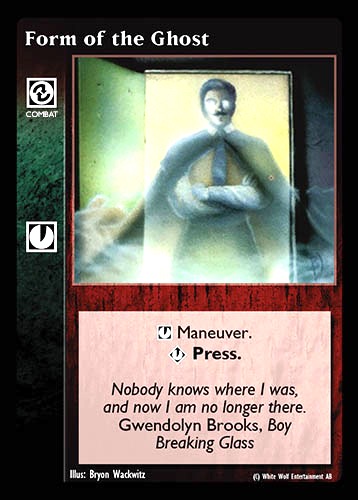 Form of the Ghost
COMBAT
Maneuver.
Press.
Nobody knows where I was,
and now I am no longer there.
Gwendolyn Brooks, Boy
Breaking Glass
Illus: Bryon Wackwitz
(C) White Wolf Entertainment AB